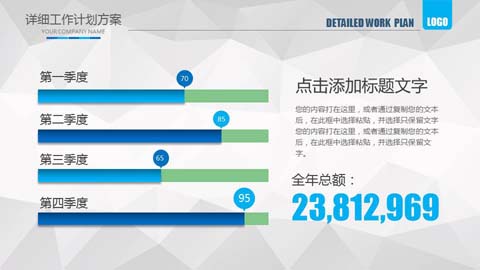 详细工作计划方案
YOUR COMPANY NAME
DETAILED WORK PLAN
LOGO
第一季度
70
第二季度
85
第三季度
65
第四季度
95
点击添加标题文字
您的内容打在这里，或者通过复制您的文本
后，在此框中选择粘贴，并选择只保留文字
您的内容打在这里，或者通过复制您的文本
后，在此框中选择粘贴，并选择只保留文
字。
全年总额：
23,812,969